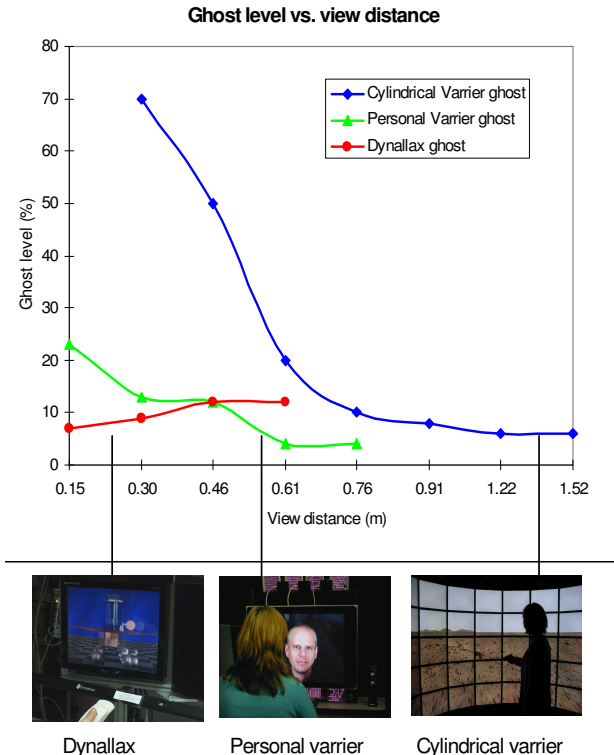 Ghost level vs. view distance
80
70
60
50
40
30
20
10
0
Ghost level (%)
Cylindrical Varrier ghost
Personal Varrier ghost
Dynallax ghost
0.15 0.30 0.46 0.61 0.76 0.91 1.22 1.52
View distance (m)
Dynallax Personal varrier Cylindrical varrier